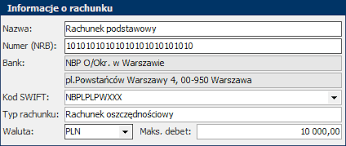 Informacje o rachunku
Nazwa: Rachunek podstawowy
Numer (NRB): 10101010101010101010101010
Bank: NBP O/Okr. w Warszawie
pl.Powstańców Warszawy 4, 00-950 Warszawa
Kod SWIFT: NBPLPLPWXXX
Typ rachunku: Rachunek oszczędnościowy
Waluta: PLN Maks. debet: 10 000,00